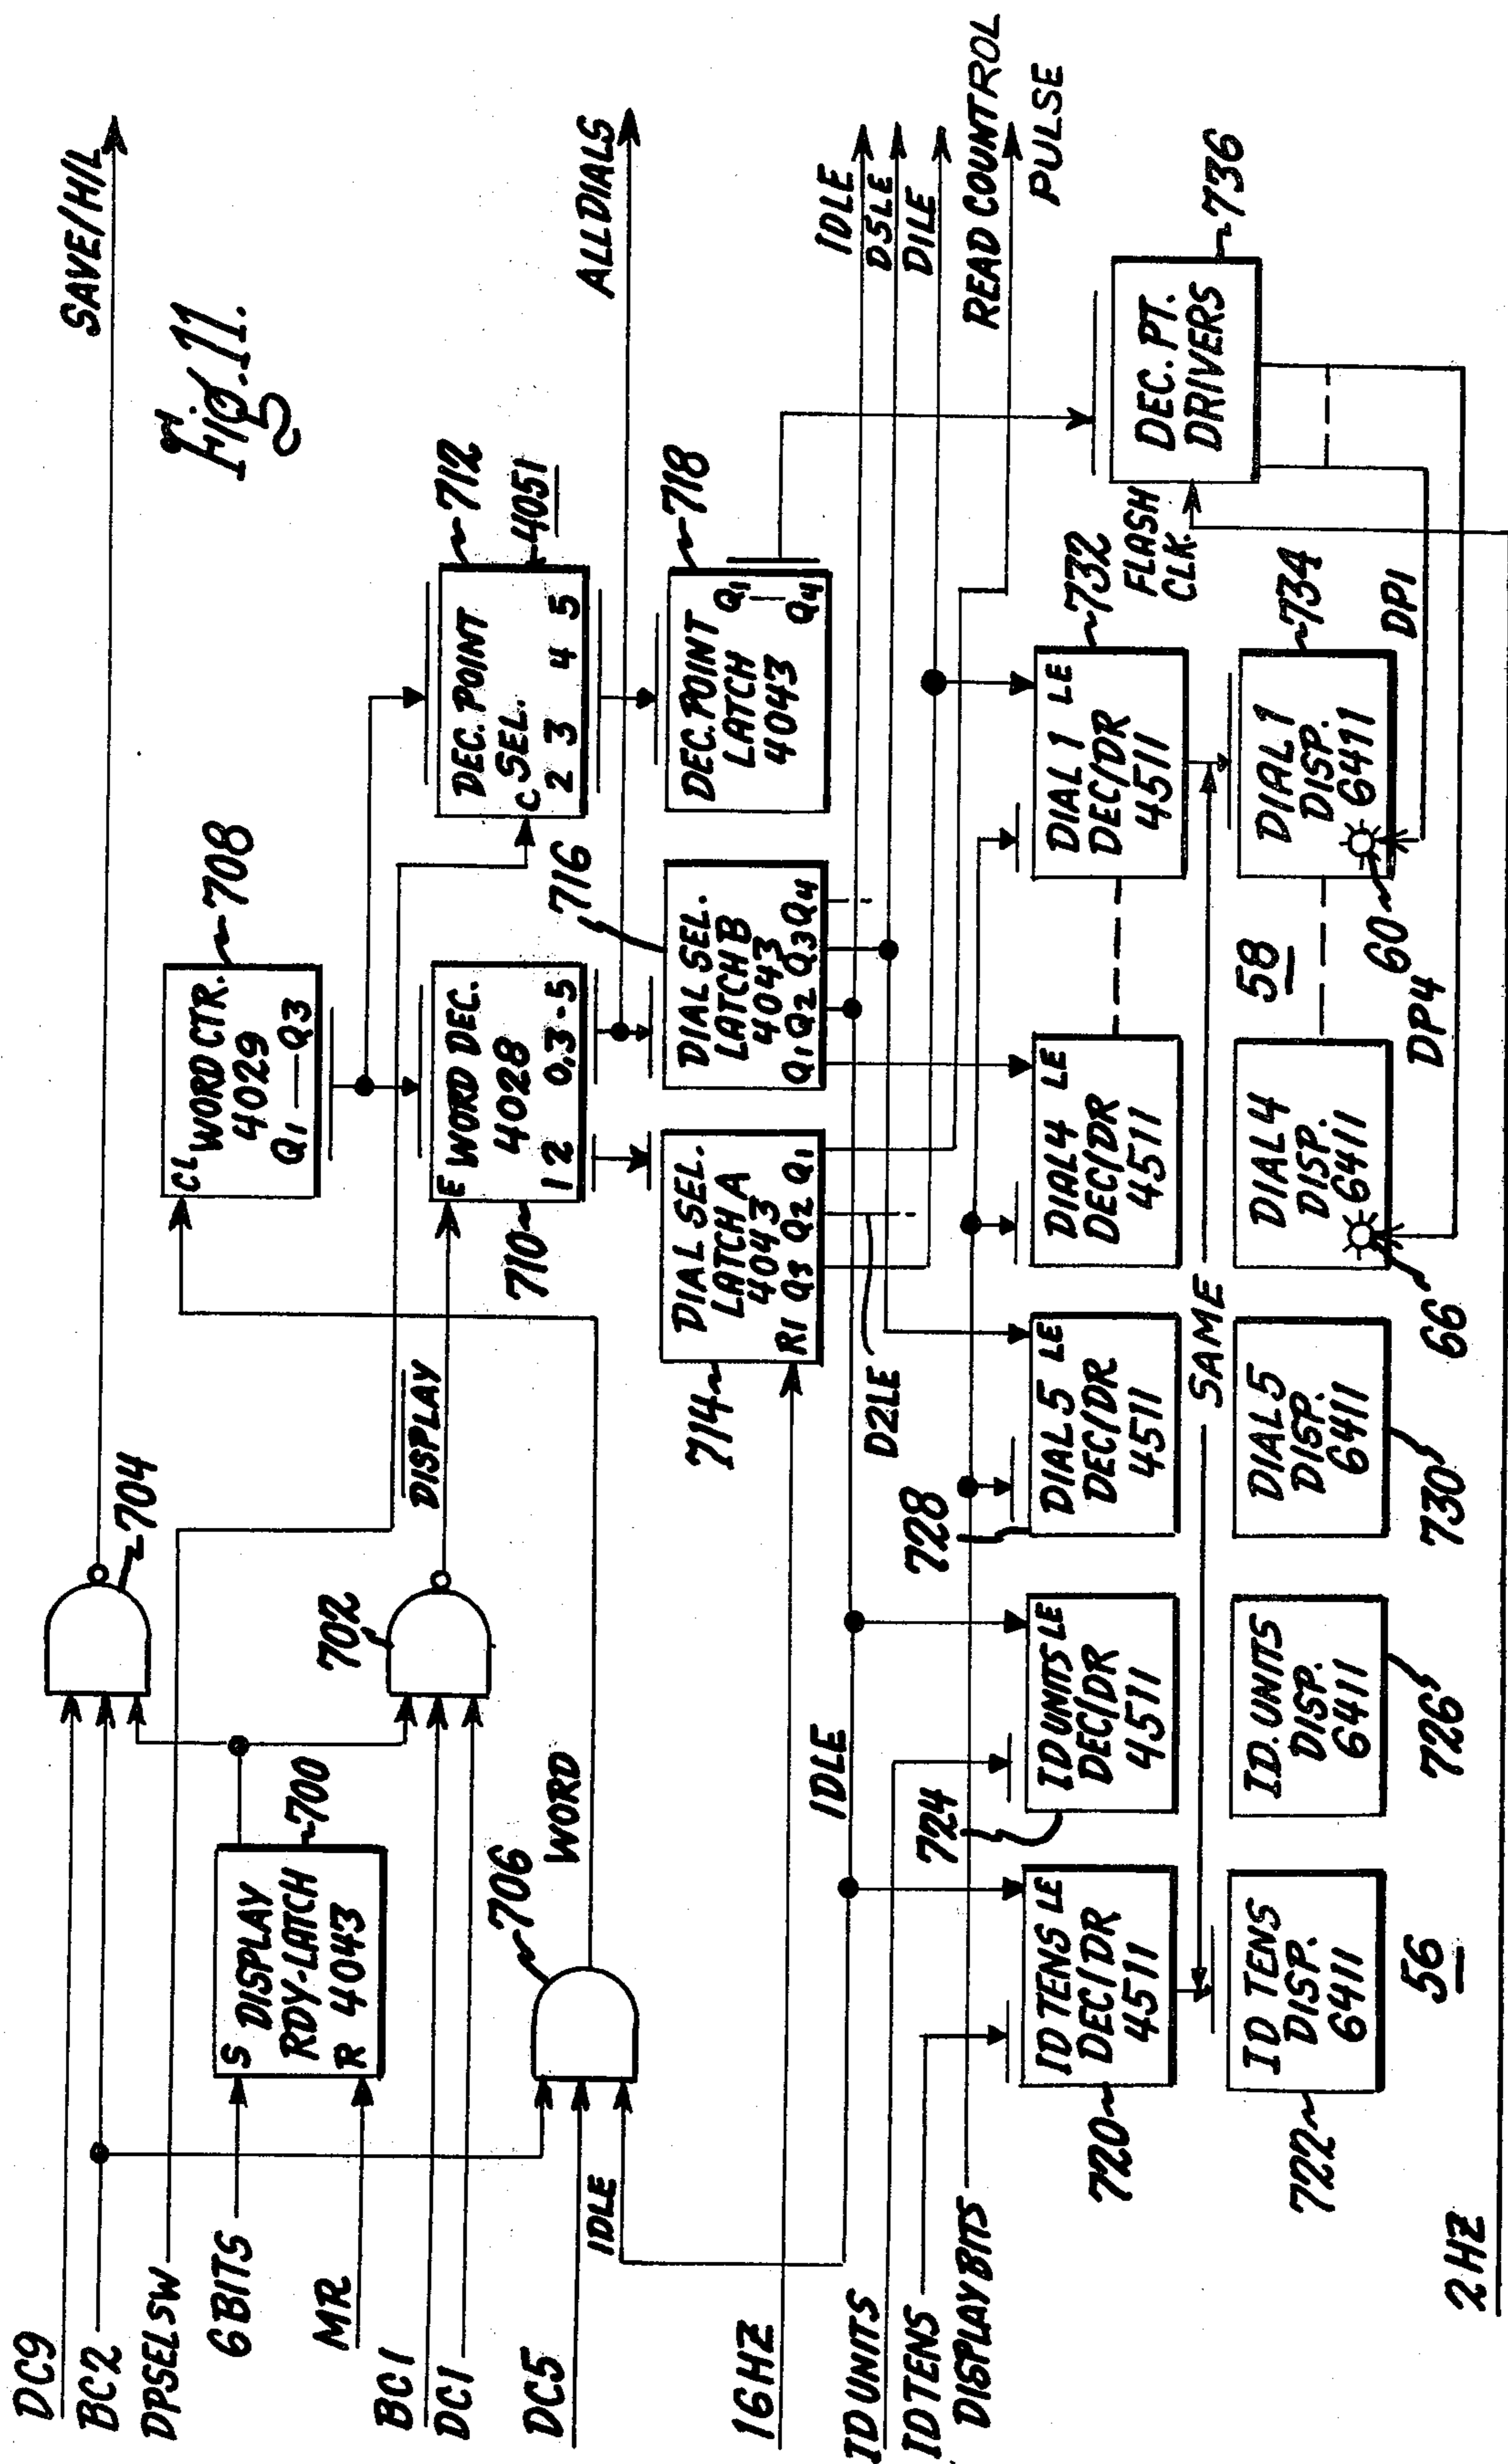 Fig. 11.
SAVE/H/L
ALL DIALS
IDLE
D5LE
DILE
READ COUNTROL
PULSE
DC9
BC2
DPSELSW
6 BITS
MR
BC1
DC1
DC5
IDLE
16HZ
ID UNITS
ID TENS
DISPLAY BITS
2HZ
704
702
S DISPLAY
RDY-LATCH
R 4043
700
706
WORD
DISPLAY
CL WORD CTR.
4029
Q1 — Q3
708
E WORD DEC.
4028
1 2 0,3-5
710
DEC. POINT
C SEL.
2 3 4 5
712
4051
DIAL SEL.
LATCH A
4043
R1 Q3 Q2 Q1
714
DIAL SEL.
LATCH B
4043
Q1 Q2 Q3 Q4
716
DEC. POINT
LATCH
4043
Q1
Q4
718
D2LE
IDLE
ID TENS LE
DEC/DR
4511
720
ID UNITS LE
DEC/DR
4511
724
DIAL 5 LE
DEC/DR
4511
728
DIAL 4 LE
DEC/DR
4511
DIAL 1 LE
DEC/DR
4511
732
FLASH
CLK
DEC. PT.
DRIVERS
736
SAME
ID TENS
DISP.
6411
722
56
ID. UNITS
DISP.
6411
726
DIAL 5
DISP.
6411
730
DIAL 4
DISP.
6411
66
58
DIAL 1
DISP.
6411
734
60
DP4
DP1